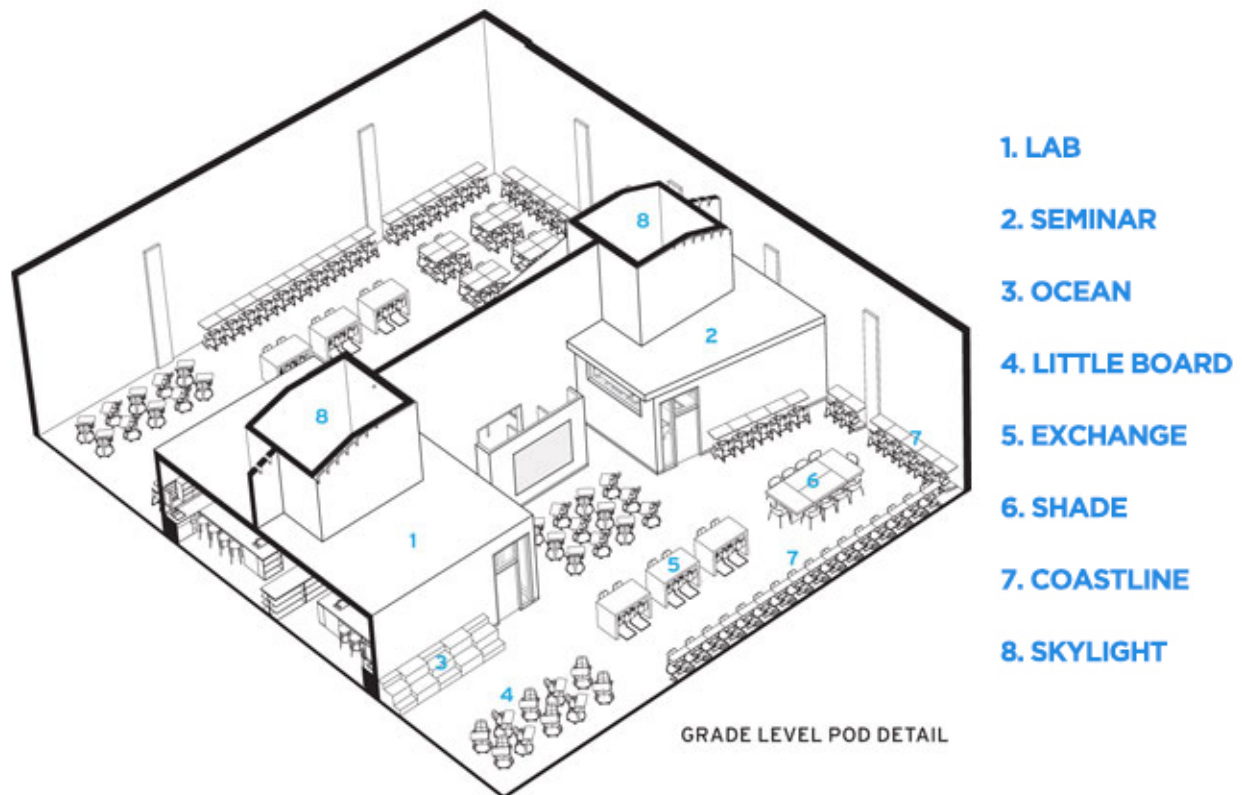 8
2
8
7
6
1
5
7
3
4
GRADE LEVEL POD DETAIL
1. LAB
2. SEMINAR
3. OCEAN
4. LITTLE BOARD
5. EXCHANGE
6. SHADE
7. COASTLINE
8. SKYLIGHT